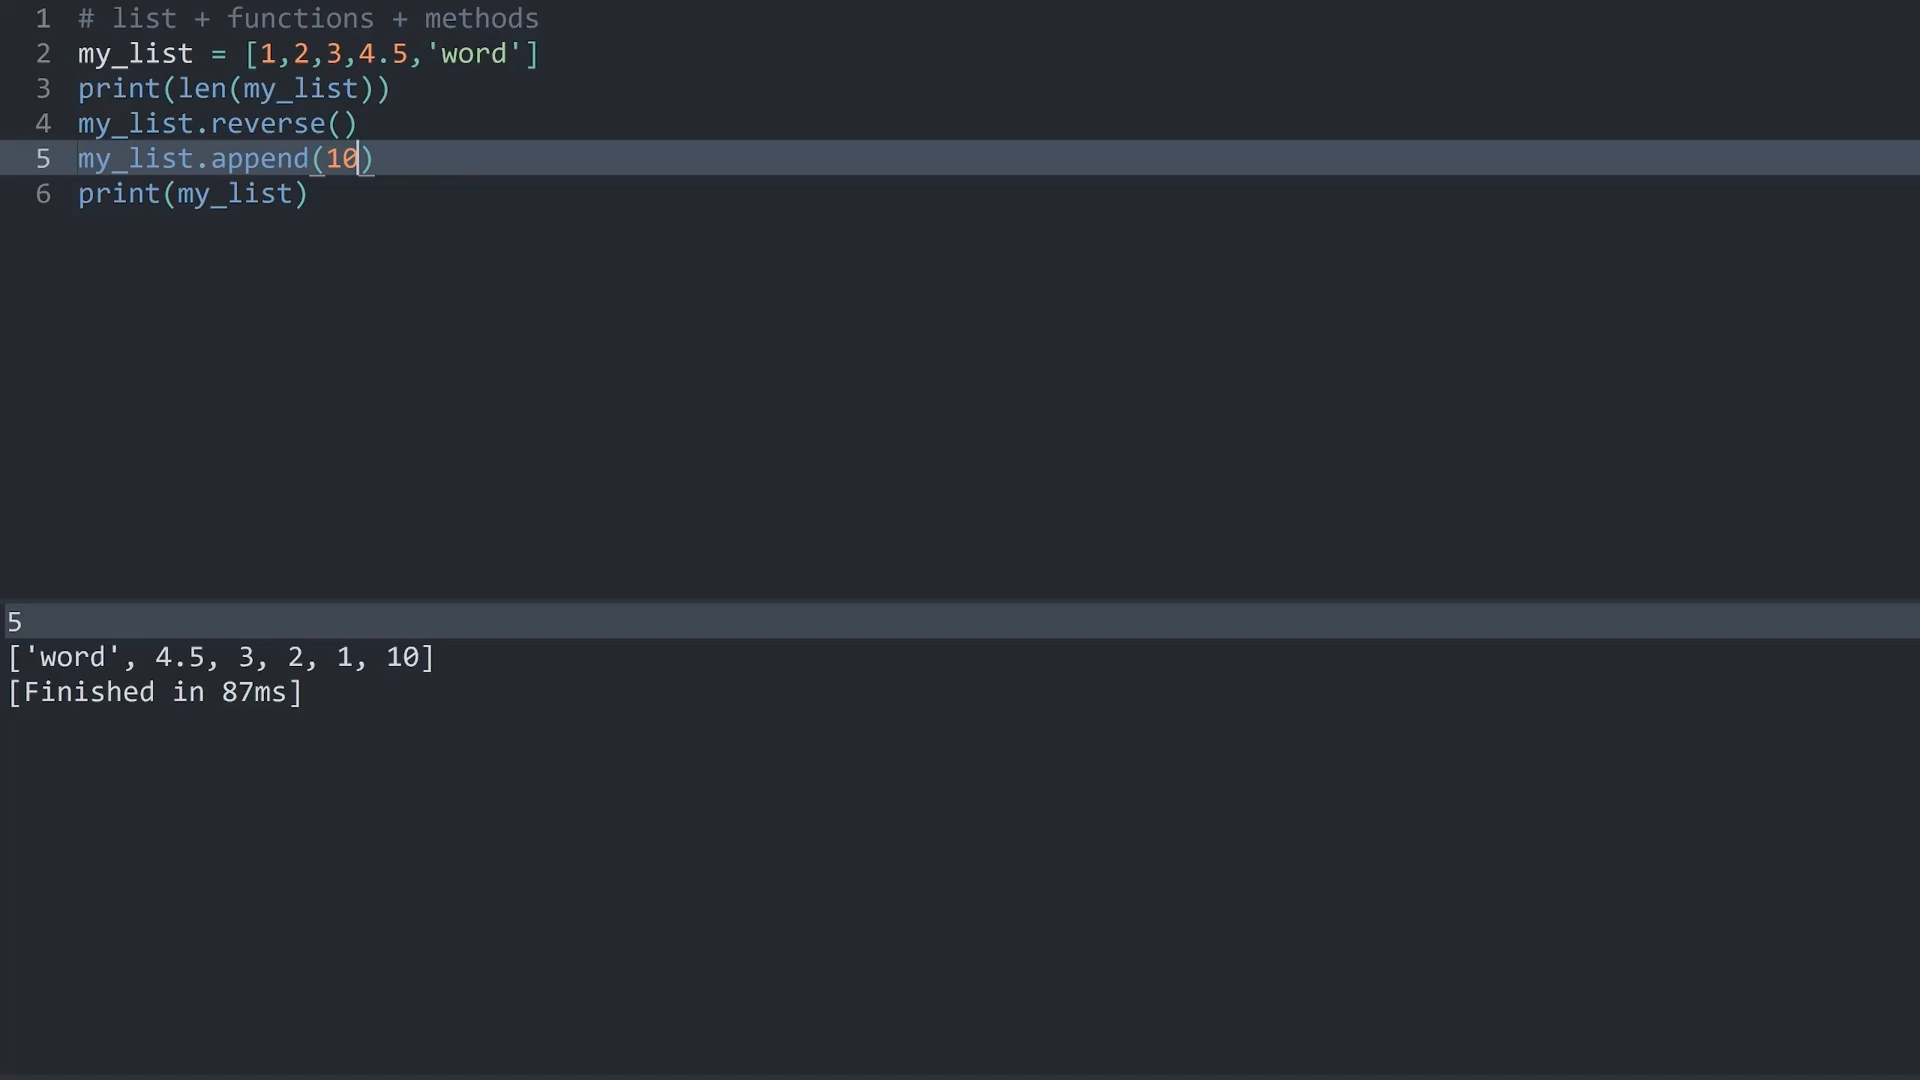 1 # list + functions + methods
2 my_list = [1,2,3,4.5,'word']
3 print(len(my_list))
4 my_list.reverse()
5 my_list.append(10)
6 print(my_list)
5
['word', 4.5, 3, 2, 1, 10]
[Finished in 87ms]